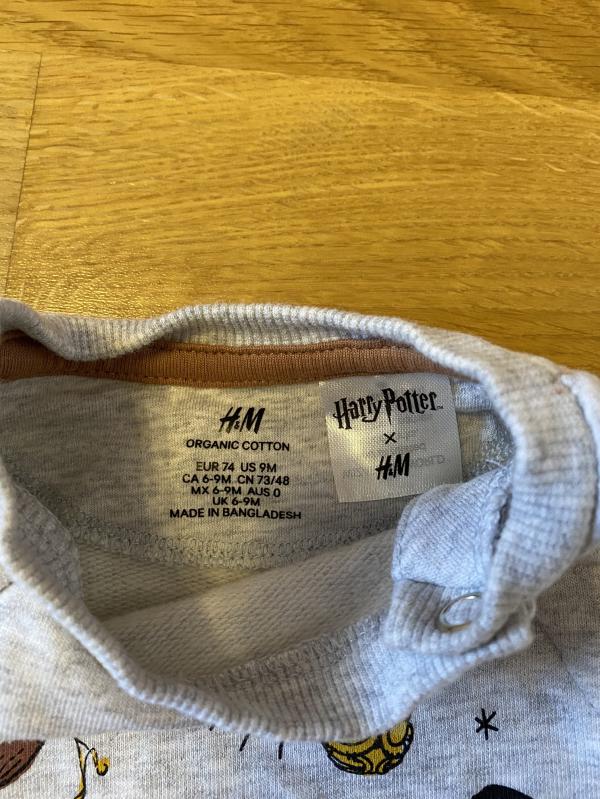 H&M
ORGANIC COTTON
EUR 74 US 9M
CA 6-9M CN 73/48
MX 6-9M AUS 0
UK 6-9M
MADE IN BANGLADESH
Harry Potter™
×
H&M